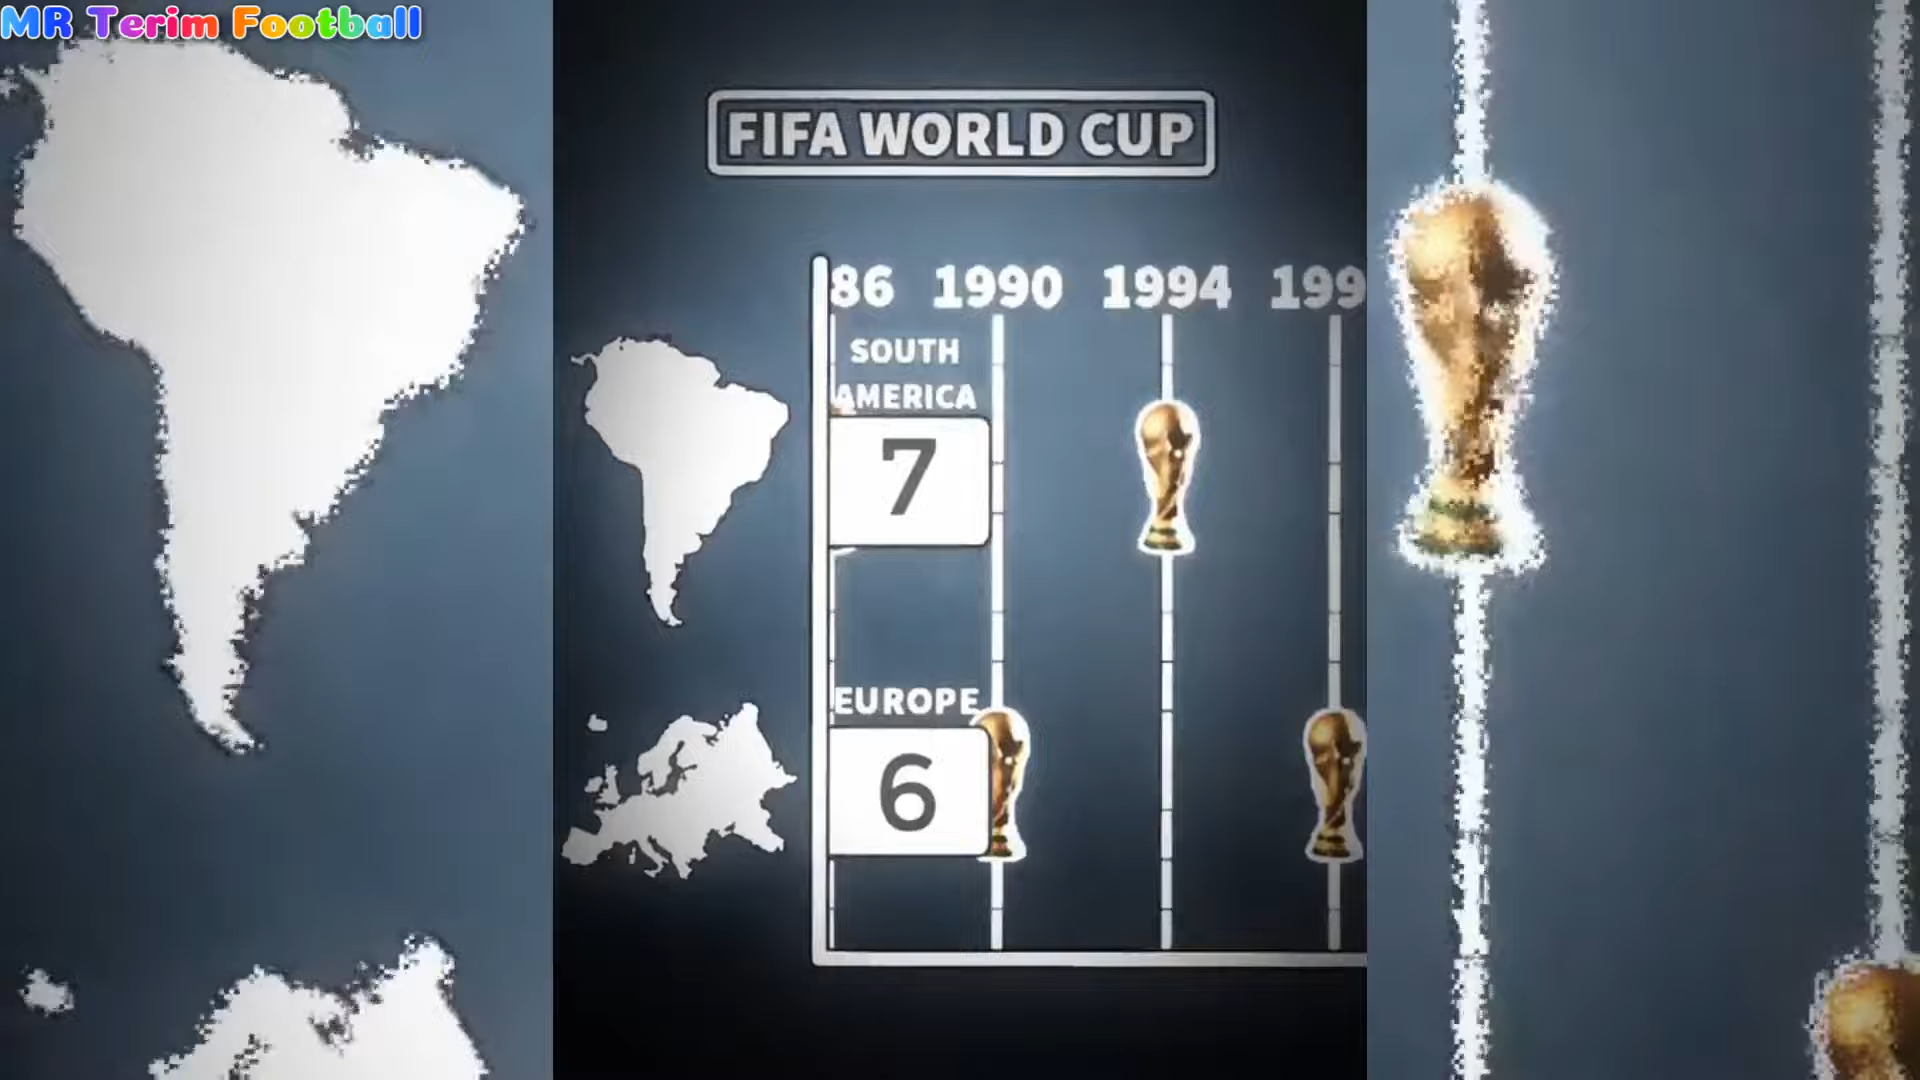 MR Terim Football
FIFA WORLD CUP
86 1990 1994 199
SOUTH
AMERICA
7
EUROPE
6